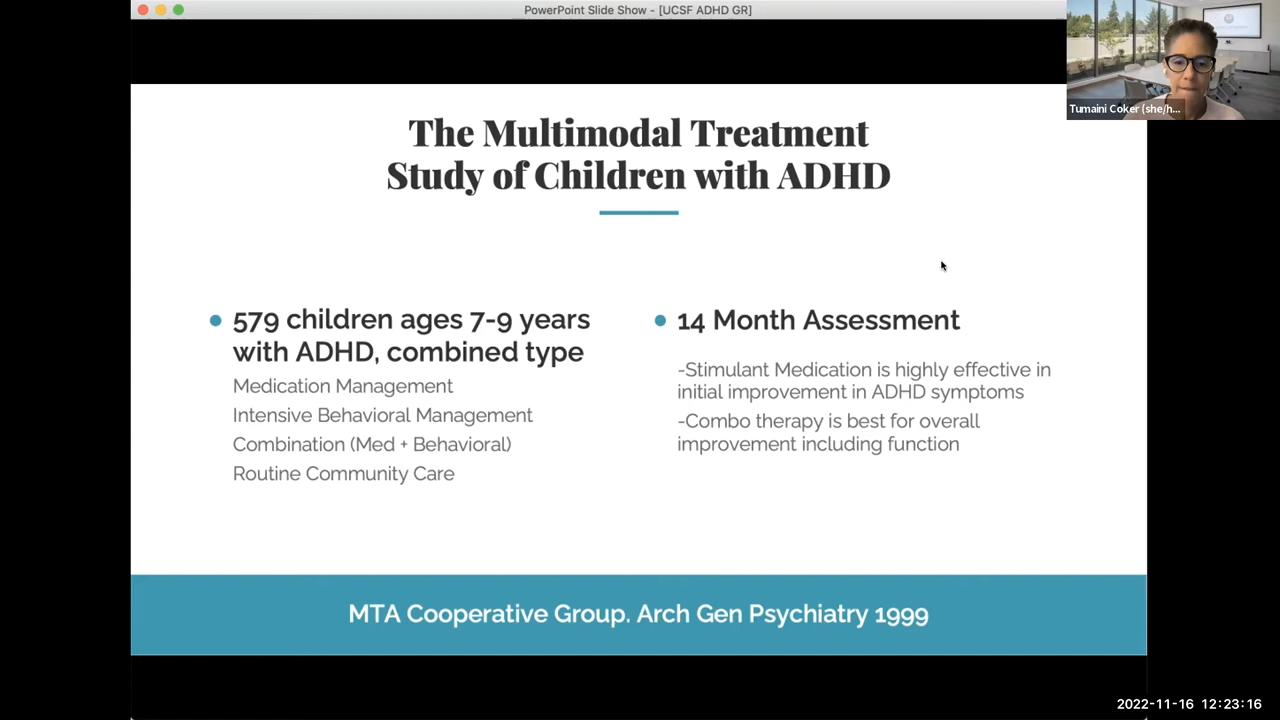 PowerPoint Slide Show - [UCSF ADHD GR]
Tumaini Coker (she/h...
The Multimodal Treatment
Study of Children with ADHD
579 children ages 7-9 years
with ADHD, combined type
Medication Management
Intensive Behavioral Management
Combination (Med + Behavioral)
Routine Community Care
14 Month Assessment
-Stimulant Medication is highly effective in
initial improvement in ADHD symptoms
-Combo therapy is best for overall
improvement including function
MTA Cooperative Group. Arch Gen Psychiatry 1999
2022-11-16 12:23:16